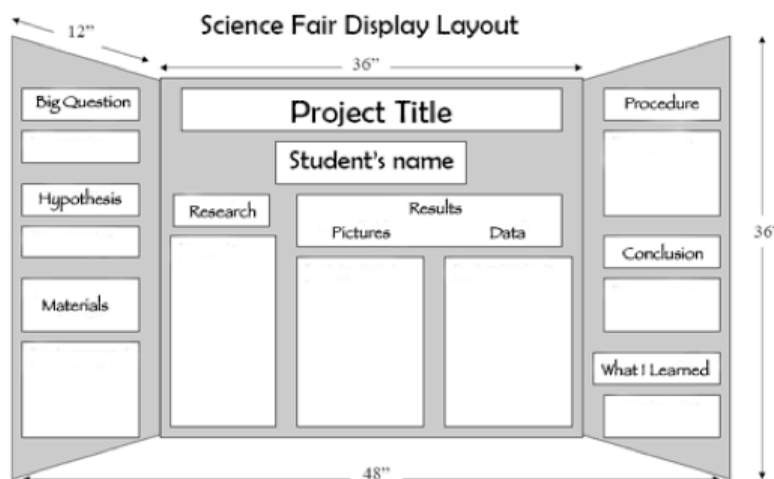 Science Fair Display Layout
12”
36”
Big Question
Hypothesis
Materials
Project Title
Student’s name
Research
Results
Pictures Data
Procedure
Conclusion
What I Learned
36”
48”